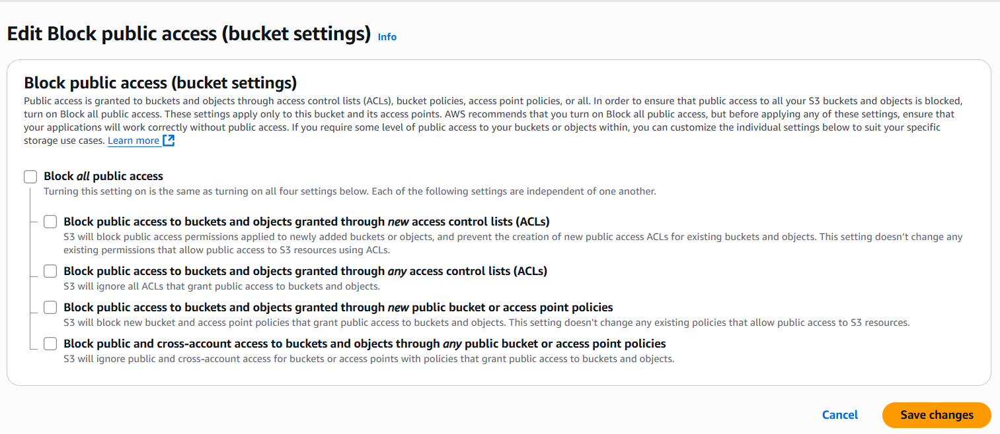 Edit Block public access (bucket settings) Info
Block public access (bucket settings)
Public access is granted to buckets and objects through access control lists (ACLs), bucket policies, access point policies, or all. In order to ensure that public access to all your S3 buckets and objects is blocked,
turn on Block all public access. These settings apply only to this bucket and its access points. AWS recommends that you turn on Block all public access, but before applying any of these settings, ensure that
your applications will work correctly without public access. If you require some level of public access to your buckets or objects within, you can customize the individual settings below to suit your specific
storage use cases. Learn more
Block all public access
Turning this setting on is the same as turning on all four settings below. Each of the following settings are independent of one another.
Block public access to buckets and objects granted through new access control lists (ACLs)
S3 will block public access permissions applied to newly added buckets or objects, and prevent the creation of new public access ACLs for existing buckets and objects. This setting doesn’t change any
existing permissions that allow public access to S3 resources using ACLs.
Block public access to buckets and objects granted through any access control lists (ACLs)
S3 will ignore all ACLs that grant public access to buckets and objects.
Block public access to buckets and objects granted through new public bucket or access point policies
S3 will block new bucket and access point policies that grant public access to buckets and objects. This setting doesn't change any existing policies that allow public access to S3 resources.
Block public and cross-account access to buckets and objects through any public bucket or access point policies
S3 will ignore public and cross-account access for buckets or access points with policies that grant public access to buckets and objects.
Cancel Save changes